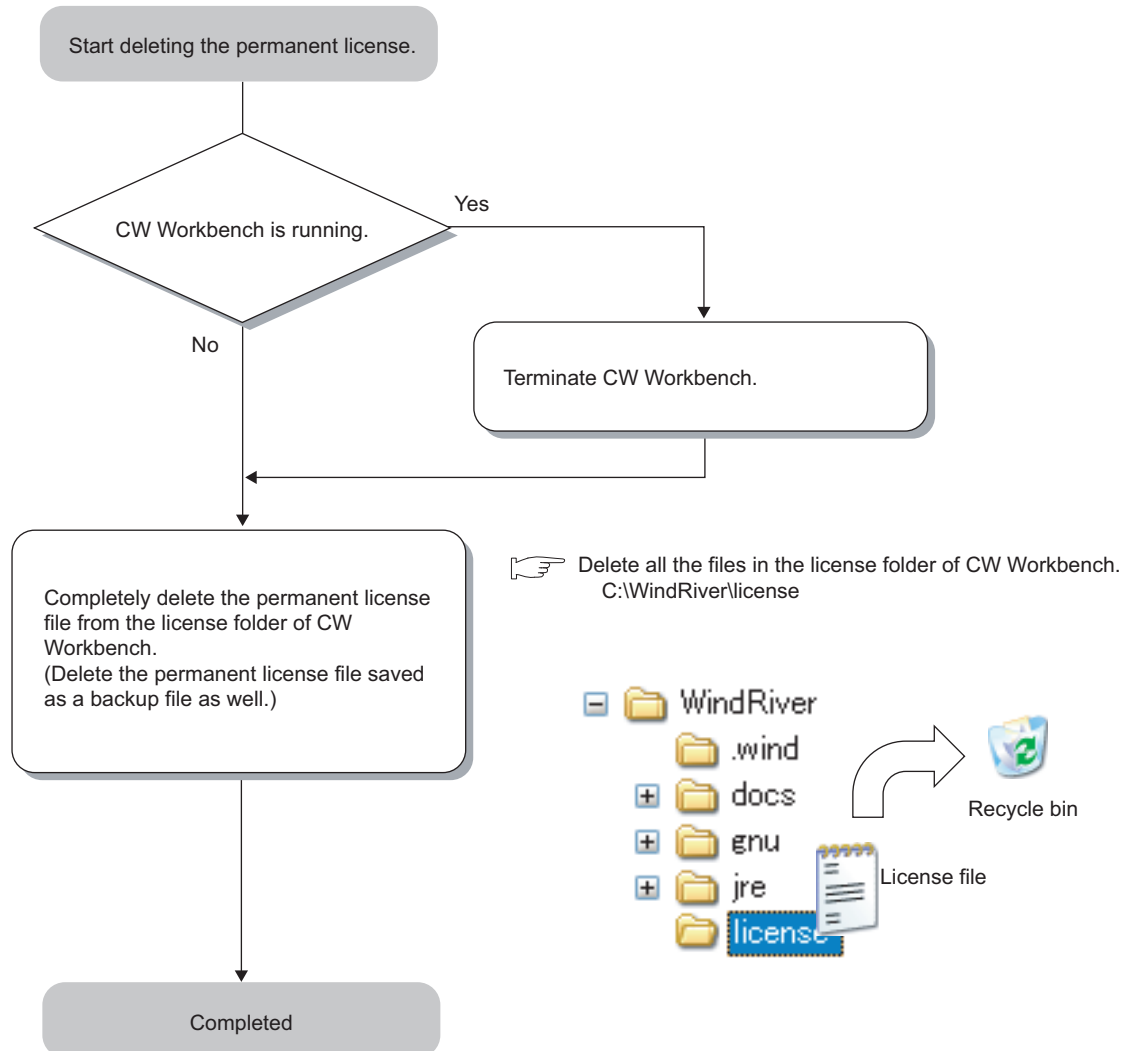 Start deleting the permanent license.
CW Workbench is running.
Yes
No
Terminate CW Workbench.
Completely delete the permanent license
file from the license folder of CW
Workbench.
(Delete the permanent license file saved
as a backup file as well.)
Delete all the files in the license folder of CW Workbench.
C:\WindRiver\license
WindRiver
.wind
docs
gnu
jre
license
Recycle bin
License file
Completed